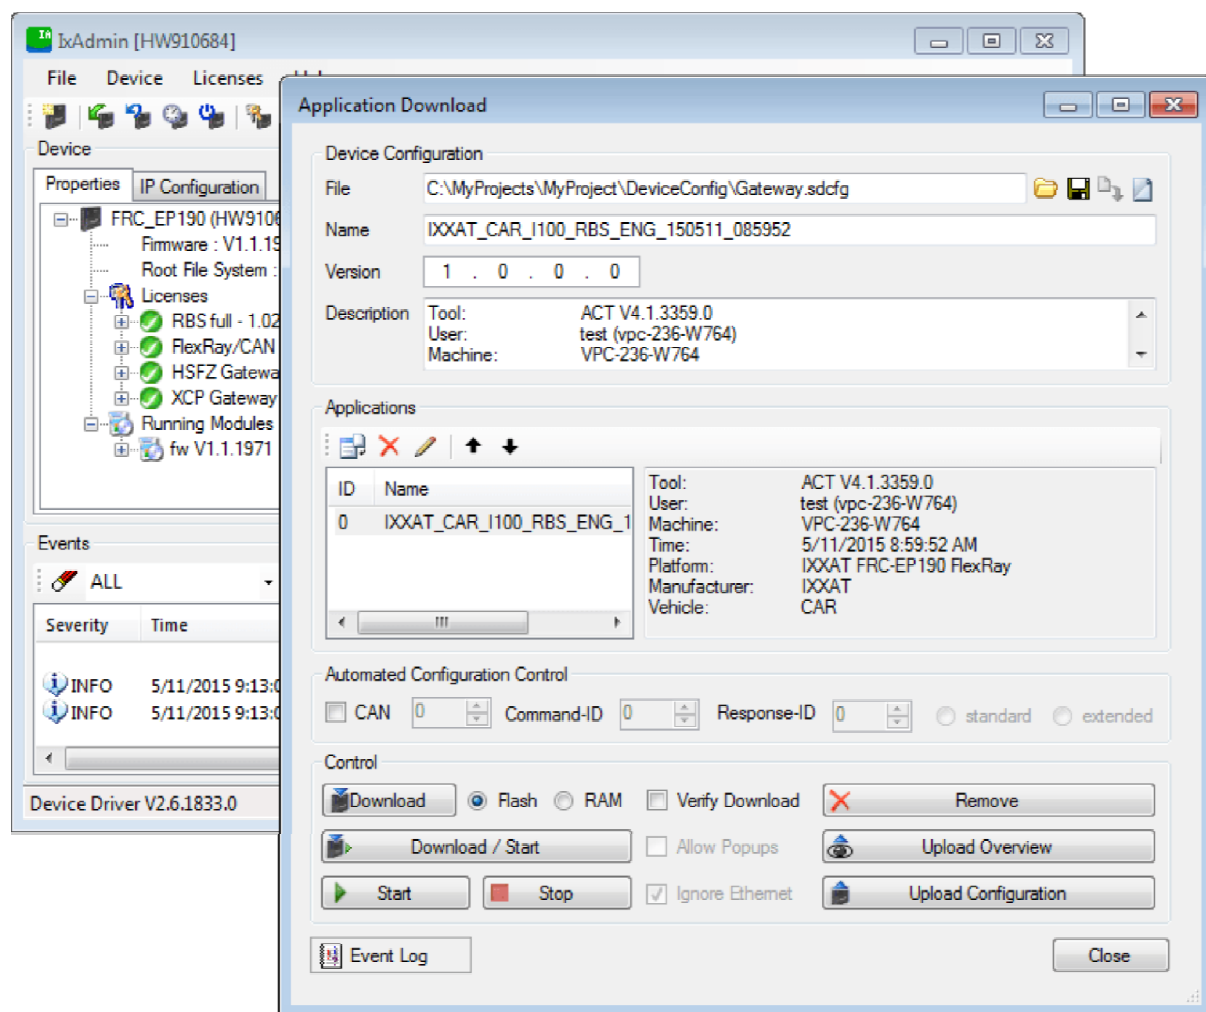 IxAdmin [HW910684]
File Device Licenses
Application Download
Device
Properties IP Configuration
FRC_EP190 (HW9106
Firmware : V1.1.19
Root File System :
Licenses
RBS full - 1.02
FlexRay/CAN
HSFZ Gatewa
XCP Gateway
Running Modules
fw V1.1.1971
Events
ALL
Severity Time
INFO 5/11/2015 9:13:0
INFO 5/11/2015 9:13:0
Device Driver V2.6.1833.0
Device Configuration
File C:\MyProjects\MyProject\DeviceConfig\Gateway.sdcfg
Name IXXAT_CAR_I100_RBS_ENG_150511_085952
Version 1 . 0 . 0 . 0
Description Tool: ACT V4.1.3359.0
User: test (vpc-236-W764)
Machine: VPC-236-W764
Applications
ID Name
0 IXXAT_CAR_I100_RBS_ENG_1
Tool: ACT V4.1.3359.0
User: test (vpc-236-W764)
Machine: VPC-236-W764
Time: 5/11/2015 8:59:52 AM
Platform: IXXAT FRC-EP190 FlexRay
Manufacturer: IXXAT
Vehicle: CAR
Automated Configuration Control
CAN 0 Command-ID 0 Response-ID 0 standard extended
Control
Download Flash RAM Verify Download Remove
Download / Start Allow Popups Upload Overview
Start Stop Ignore Ethernet Upload Configuration
Event Log Close